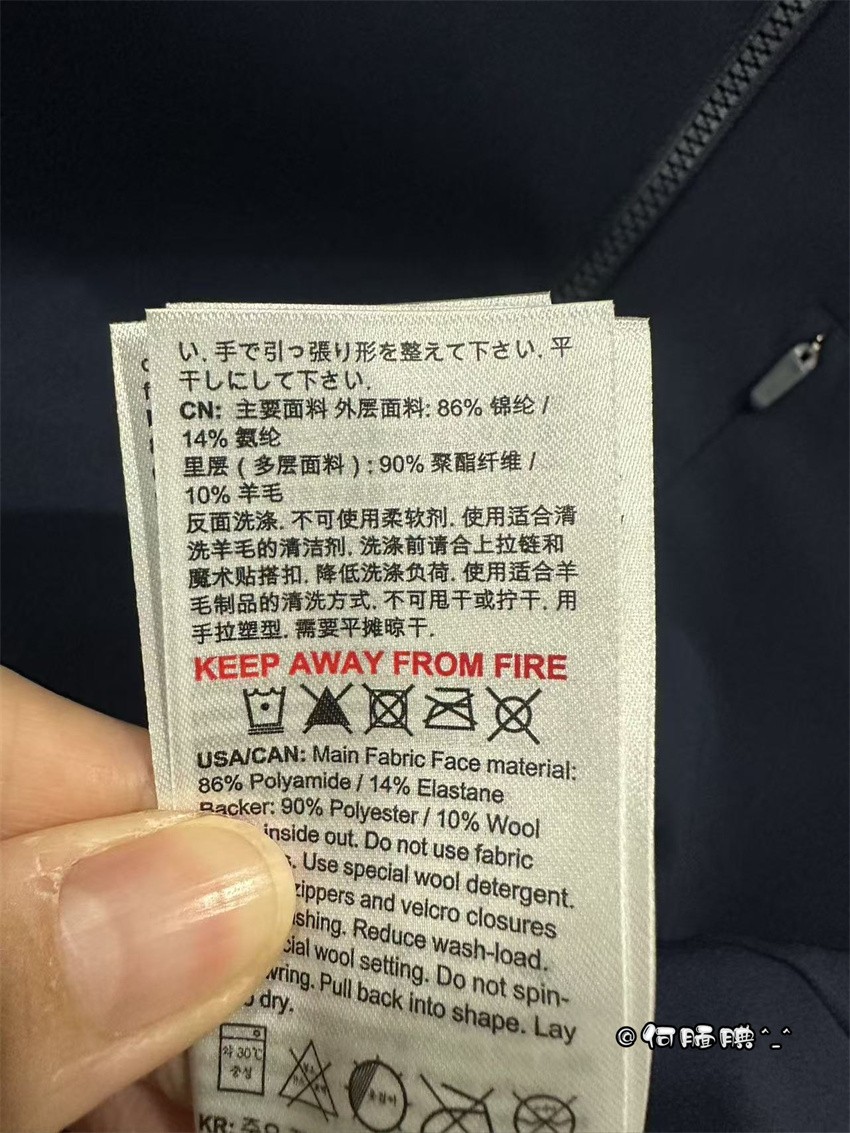 い. 手で引っ張り形を整えて下さい. 平
干しにして下さい.
CN: 主要面料 外层面料: 86% 锦纶 /
14% 氨纶
里层 ( 多层面料 ) : 90% 聚酯纤维 /
10% 羊毛
反面洗涤. 不可使用柔软剂. 使用适合清
洗羊毛的清洁剂. 洗涤前请合上拉链和
魔术贴搭扣. 降低洗涤负荷. 使用适合羊
毛制品的清洗方式. 不可甩干或拧干. 用
手拉塑型. 需要平摊晾干.
KEEP AWAY FROM FIRE
USA/CAN: Main Fabric Face material:
86% Polyamide / 14% Elastane
Backer: 90% Polyester / 10% Wool
inside out. Do not use fabric
. Use special wool detergent.
zippers and velcro closures
shing. Reduce wash-load.
cial wool setting. Do not spin-
wring. Pull back into shape. Lay
dry.
약 30℃
중성
KR: